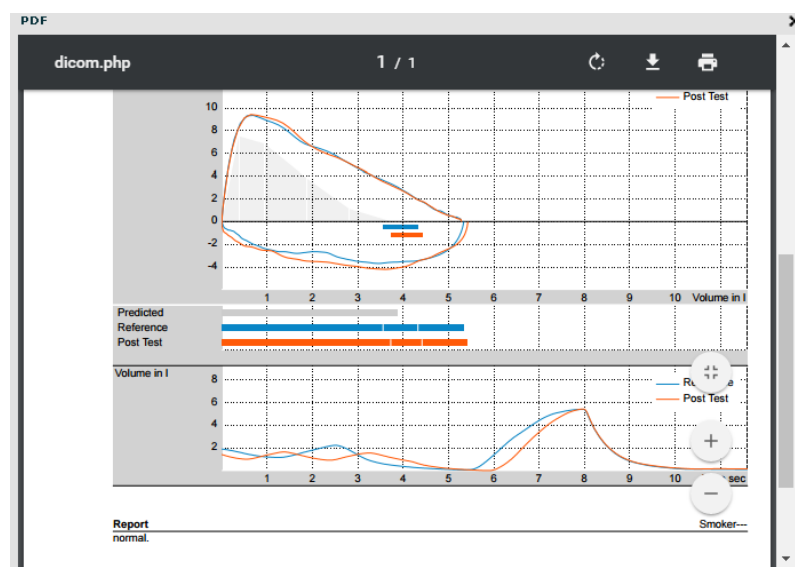 PDF
dicom.php 1 / 1
Post Test
10
8
6
4
2
0
-2
-4
1 2 3 4 5 6 7 8 9 10 Volume in l
Predicted
Reference
Post Test
Volume in l
8
6
4
2
Post Test
1 2 3 4 5 6 7 8 9 10 sec
Report Smoker---
normal.